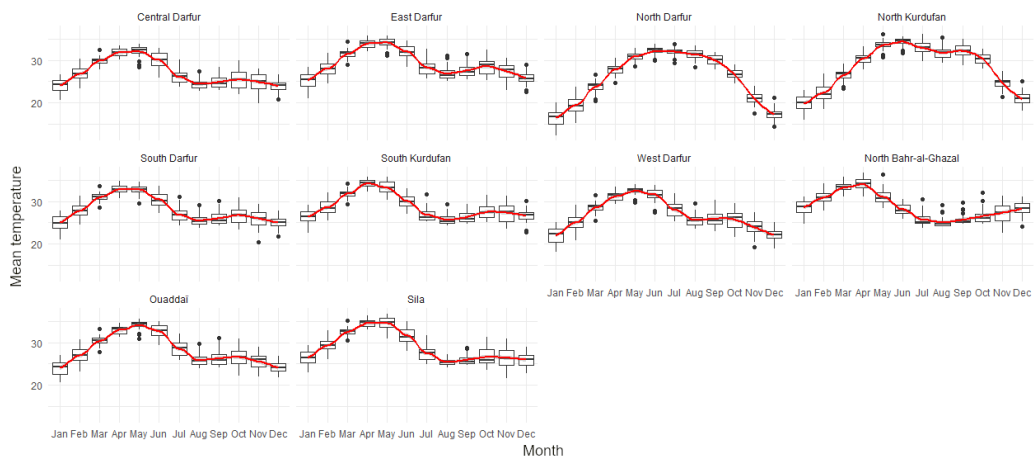 Central Darfur
East Darfur
North Darfur
North Kurdufan
30
20
South Darfur
South Kurdufan
West Darfur
North Bahr-al-Ghazal
30
20
Jan Feb Mar Apr May Jun Jul Aug Sep Oct Nov Dec
Jan Feb Mar Apr May Jun Jul Aug Sep Oct Nov Dec
Ouaddaï
Sila
30
20
Jan Feb Mar Apr May Jun Jul Aug Sep Oct Nov Dec
Jan Feb Mar Apr May Jun Jul Aug Sep Oct Nov Dec
Mean temperature
Month